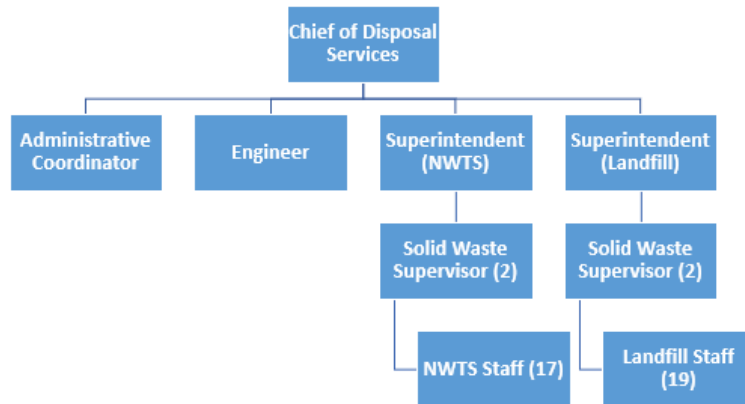 Chief of Disposal
Services
Administrative
Coordinator
Engineer
Superintendent
(NWTS)
Superintendent
(Landfill)
Solid Waste
Supervisor (2)
Solid Waste
Supervisor (2)
NWTS Staff (17)
Landfill Staff
(19)